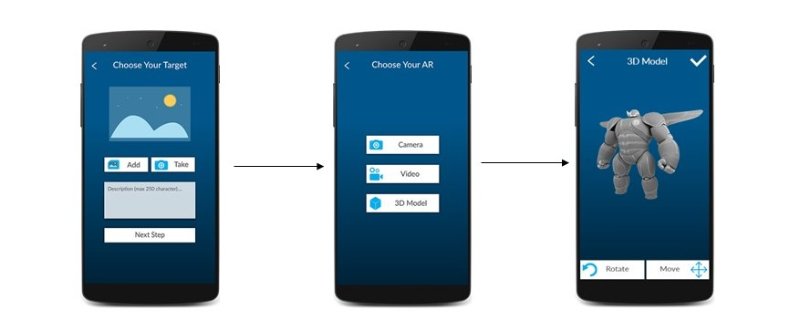 Choose Your Target
Add
Take
Description (max 250 character)...
Next Step
Choose Your AR
Camera
Video
3D Model
3D Model
Rotate
Move